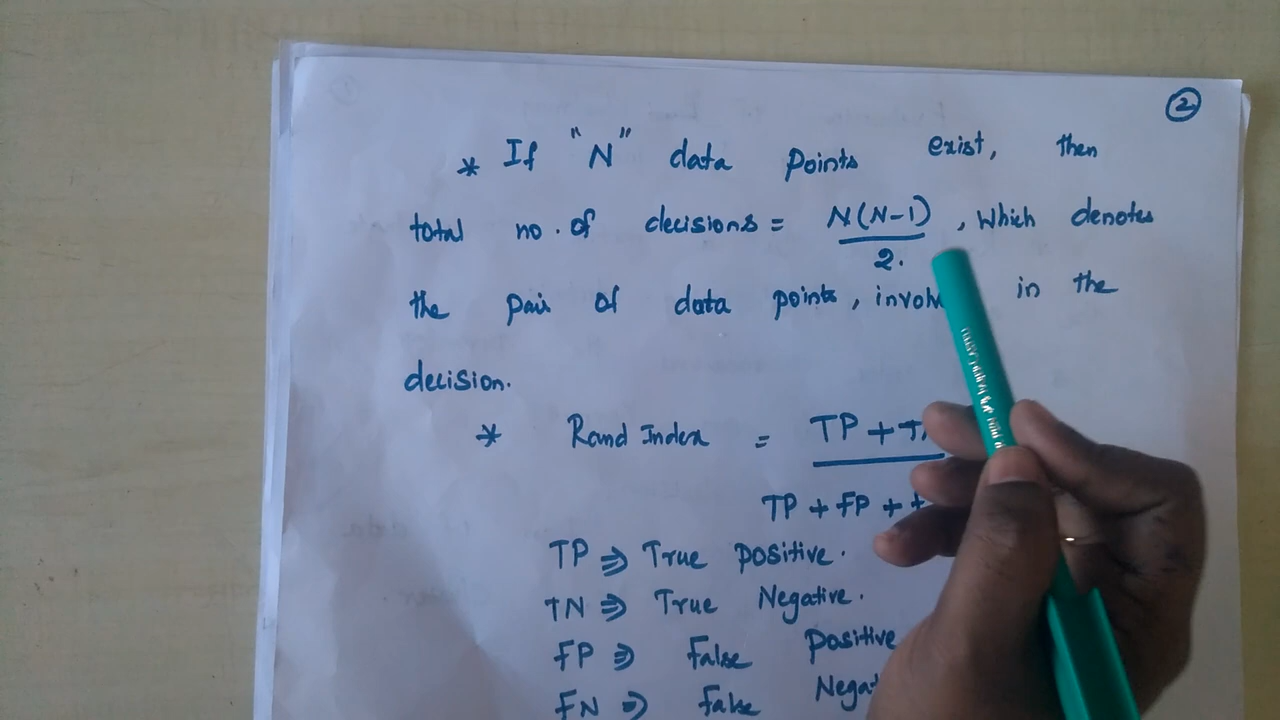 2
* If "N" data points exist, then
total no. of decisions = N(N-1) , which denotes
2.
the pair of data points, in the
decision.
* Rand Index = TP +
TP + FP +
TP ⇛ True positive.
TN ⇛ True Negative.
FP ⇛ False Positive
FN ⇛ False